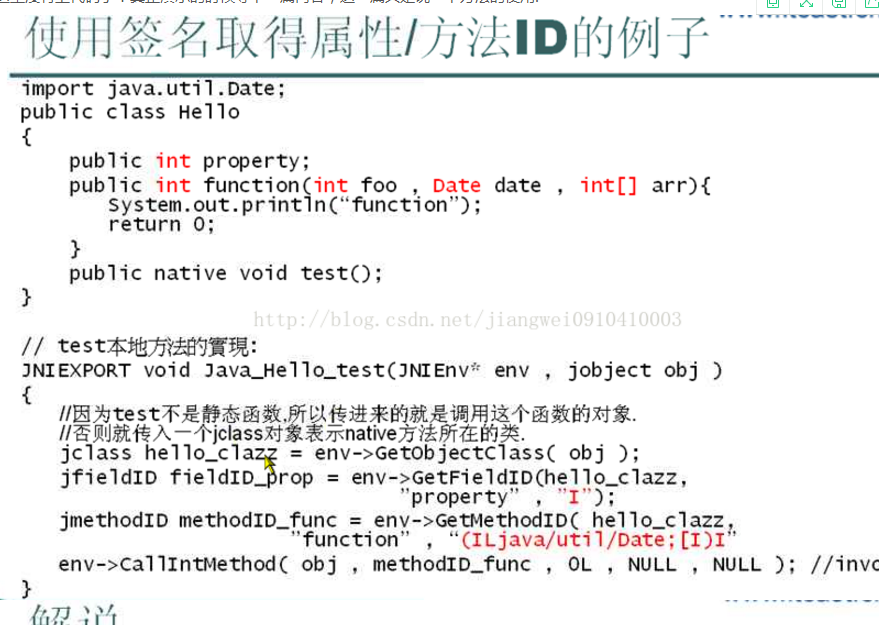 使用签名取得属性/方法ID的例子
import java.util.Date;
public class Hello
{
public int property;
public int function(int foo , Date date , int[] arr){
System.out.println(“function”);
return 0;
}
public native void test();
}
http://blog.csdn.net/jiangwei0910410003
// test本地方法的實現:
JNIEXPORT void Java_Hello_test(JNIEnv* env , jobject obj )
{
//因为test不是静态函数,所以传进来的就是调用这个函数的对象.
//否则就传入一个jclass对象表示native方法所在的类.
jclass hello_clazz = env->GetObjectClass( obj );
jfieldID fieldID_prop = env->GetFieldID(hello_clazz,
"property" , "I");
jmethodID methodID_func = env->GetMethodID( hello_clazz,
"function" , “(ILjava/util/Date;[I)I"
env->CallIntMethod( obj , methodID_func , 0L , NULL , NULL ); //invo
}
解说